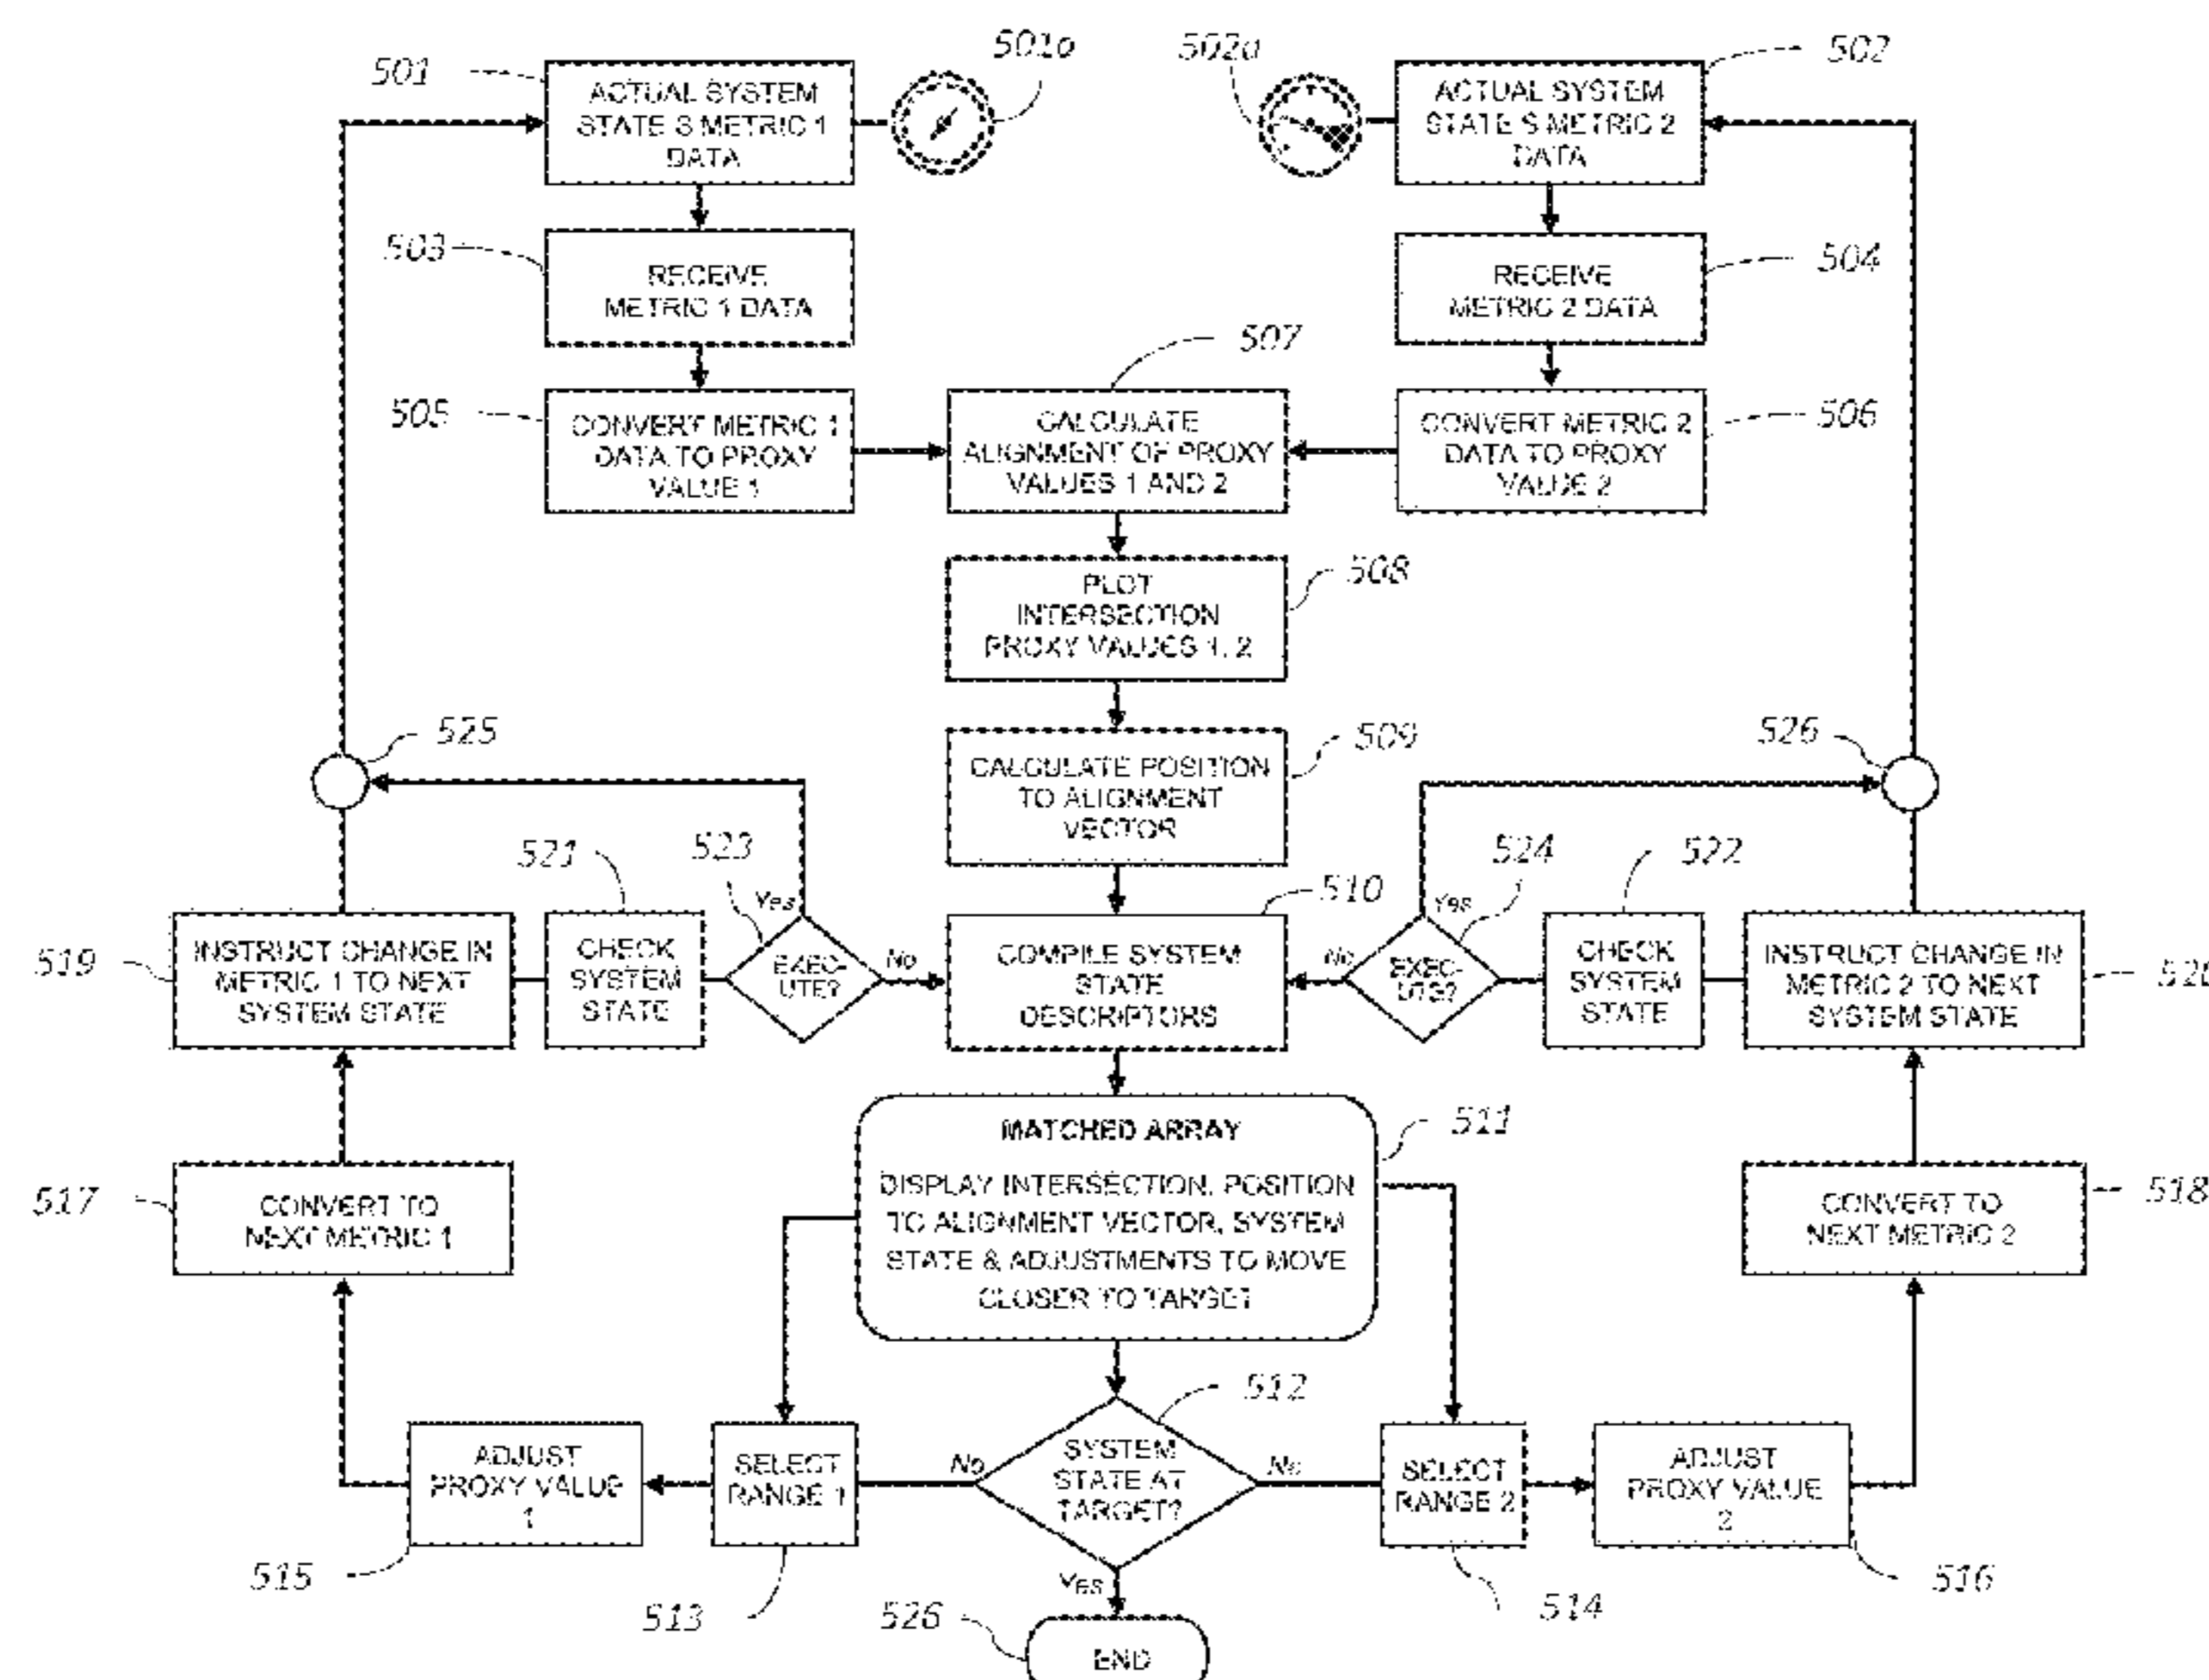 501
ACTUAL SYSTEM
STATE S METRIC 1
DATA
501a
502a
ACTUAL SYSTEM
STATE S METRIC 2
DATA
502
503
RECEIVE
METRIC 1 DATA
RECEIVE
METRIC 2 DATA
504
505
CONVERT METRIC 1
DATA TO PROXY
VALUE 1
507
CALCULATE
ALIGNMENT OF PROXY
VALUES 1 AND 2
CONVERT METRIC 2
DATA TO PROXY
VALUE 2
506
PLOT
INTERSECTION
PROXY VALUES 1, 2
508
525
CALCULATE POSITION
TO ALIGNMENT
VECTOR
509
526
519
INSTRUCT CHANGE IN
METRIC 1 TO NEXT
SYSTEM STATE
521
CHECK
SYSTEM
STATE
523
Yes
EXEC-
UTE?
No
COMPILE SYSTEM
STATE
DESCRIPTORS
510
No
Yes
EXEC-
UTE?
524
522
CHECK
SYSTEM
STATE
INSTRUCT CHANGE IN
METRIC 2 TO NEXT
SYSTEM STATE
520
517
CONVERT TO
NEXT METRIC 1
MATCHED ARRAY
DISPLAY INTERSECTION, POSITION
TO ALIGNMENT VECTOR, SYSTEM
STATE & ADJUSTMENTS TO MOVE
CLOSER TO TARGET
511
CONVERT TO
NEXT METRIC 2
518
515
ADJUST
PROXY VALUE
1
SELECT
RANGE 1
513
No
SYSTEM
STATE AT
TARGET?
512
No
Yes
SELECT
RANGE 2
514
ADJUST
PROXY VALUE
2
516
526
END